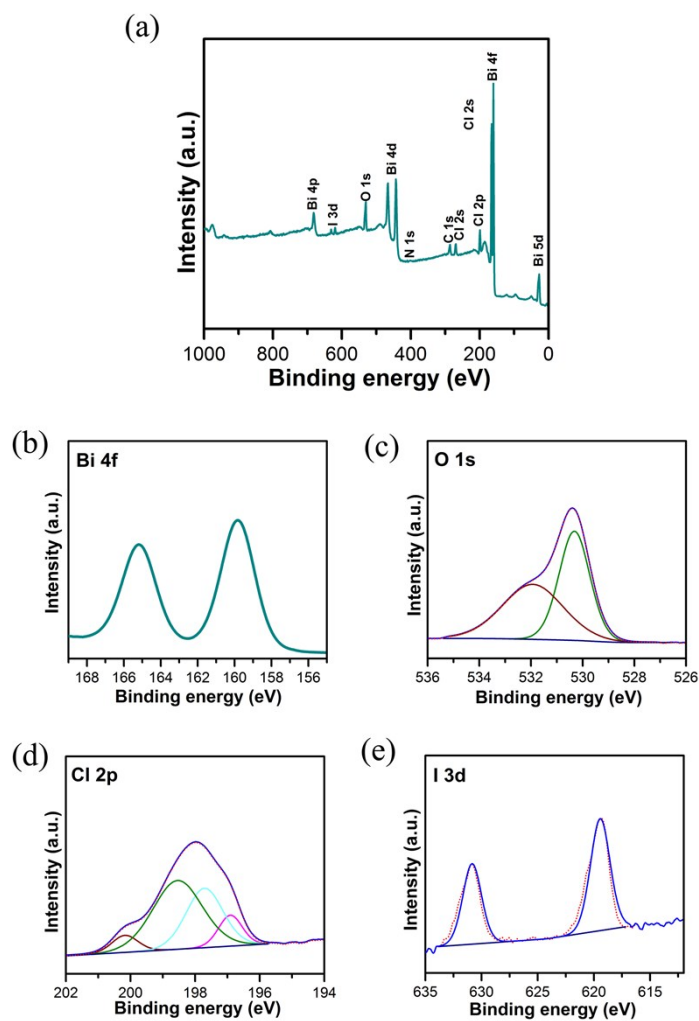 (a)
Intensity (a.u.)
Bi 4p
I 3d
O 1s
Bi 4d
N 1s
C 1s
Cl 2s
Cl 2p
Cl 2s
Bi 4f
Bi 5d
1000 800 600 400 200 0
Binding energy (eV)
(b)
Bi 4f
Intensity (a.u.)
168 166 164 162 160 158 156
Binding energy (eV)
(c)
O 1s
Intensity (a.u.)
536 534 532 530 528 526
Binding energy (eV)
(d)
Cl 2p
Intensity (a.u.)
202 200 198 196 194
Binding energy (eV)
(e)
I 3d
Intensity (a.u.)
635 630 625 620 615
Binding energy (eV)